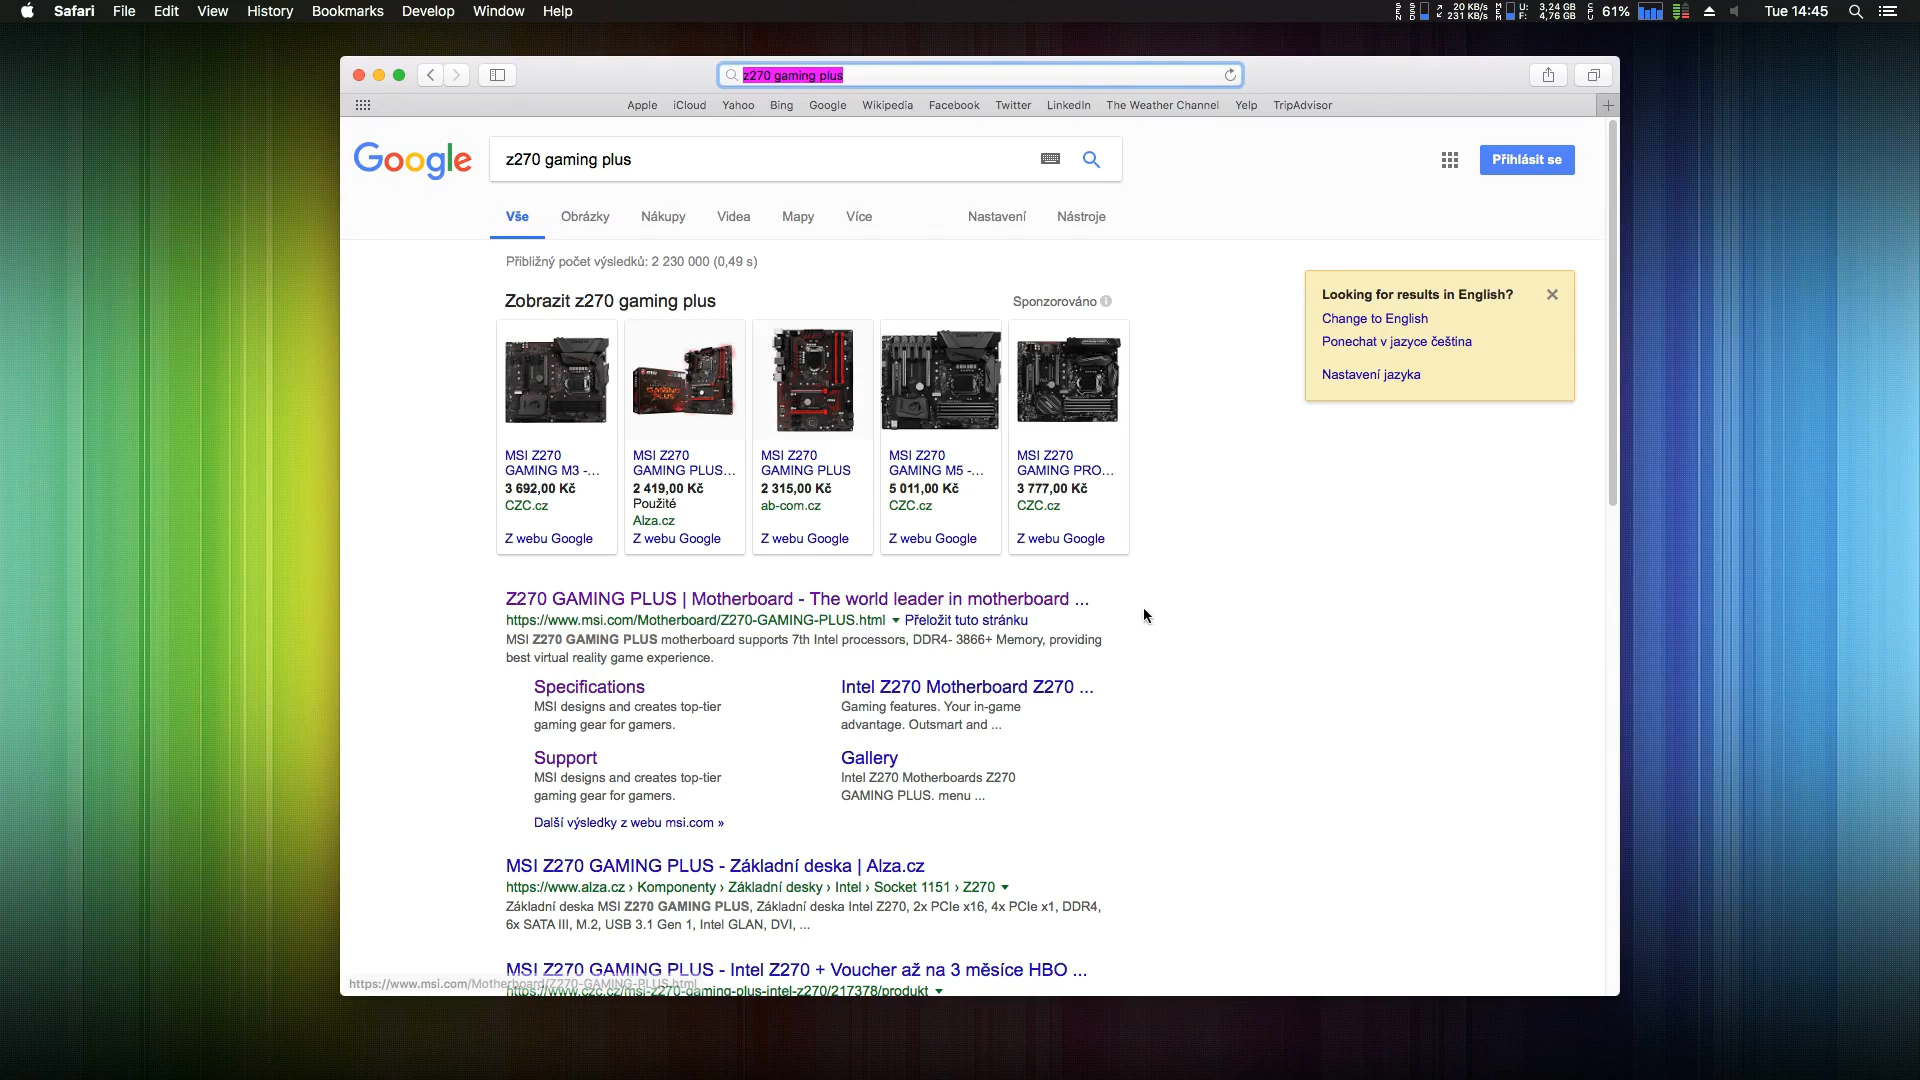 Safari File Edit View History Bookmarks Develop Window Help
SEN SSD 20 KB/s 231 KB/s MEM U: 3,24 GB F: 4,76 GB CPU 61% Tue 14:45
z270 gaming plus
Apple iCloud Yahoo Bing Google Wikipedia Facebook Twitter LinkedIn The Weather Channel Yelp TripAdvisor
Google
z270 gaming plus
Přihlásit se
Vše Obrázky Nákupy Videa Mapy Více Nastavení Nástroje
Přibližný počet výsledků: 2 230 000 (0,49 s)
Zobrazit z270 gaming plus
Sponzorováno
MSI Z270
GAMING M3 -...
3 692,00 Kč
CZC.cz
Z webu Google
MSI Z270
GAMING PLUS...
2 419,00 Kč
Použité
Alza.cz
Z webu Google
MSI Z270
GAMING PLUS
2 315,00 Kč
ab-com.cz
Z webu Google
MSI Z270
GAMING M5 -...
5 011,00 Kč
CZC.cz
Z webu Google
MSI Z270
GAMING PRO...
3 777,00 Kč
CZC.cz
Z webu Google
Looking for results in English?
Change to English
Ponechat v jazyce čeština
Nastavení jazyka
Z270 GAMING PLUS | Motherboard - The world leader in motherboard ...
https://www.msi.com/Motherboard/Z270-GAMING-PLUS.html Přeložit tuto stránku
MSI Z270 GAMING PLUS motherboard supports 7th Intel processors, DDR4- 3866+ Memory, providing
best virtual reality game experience.
Specifications
MSI designs and creates top-tier
gaming gear for gamers.
Intel Z270 Motherboard Z270 ...
Gaming features. Your in-game
advantage. Outsmart and ...
Support
MSI designs and creates top-tier
gaming gear for gamers.
Gallery
Intel Z270 Motherboards Z270
GAMING PLUS. menu ...
Další výsledky z webu msi.com »
MSI Z270 GAMING PLUS - Základní deska | Alza.cz
https://www.alza.cz › Komponenty › Základní desky › Intel › Socket 1151 › Z270
Základní deska MSI Z270 GAMING PLUS, Základní deska Intel Z270, 2x PCIe x16, 4x PCIe x1, DDR4,
6x SATA III, M.2, USB 3.1 Gen 1, Intel GLAN, DVI, ...
MSI Z270 GAMING PLUS - Intel Z270 + Voucher až na 3 měsíce HBO ...
https://www.czc.cz/msi-z270-gaming-plus-intel-z270/217378/produkt
https://www.msi.com/Motherboard/Z270-GAMING-PLUS.html